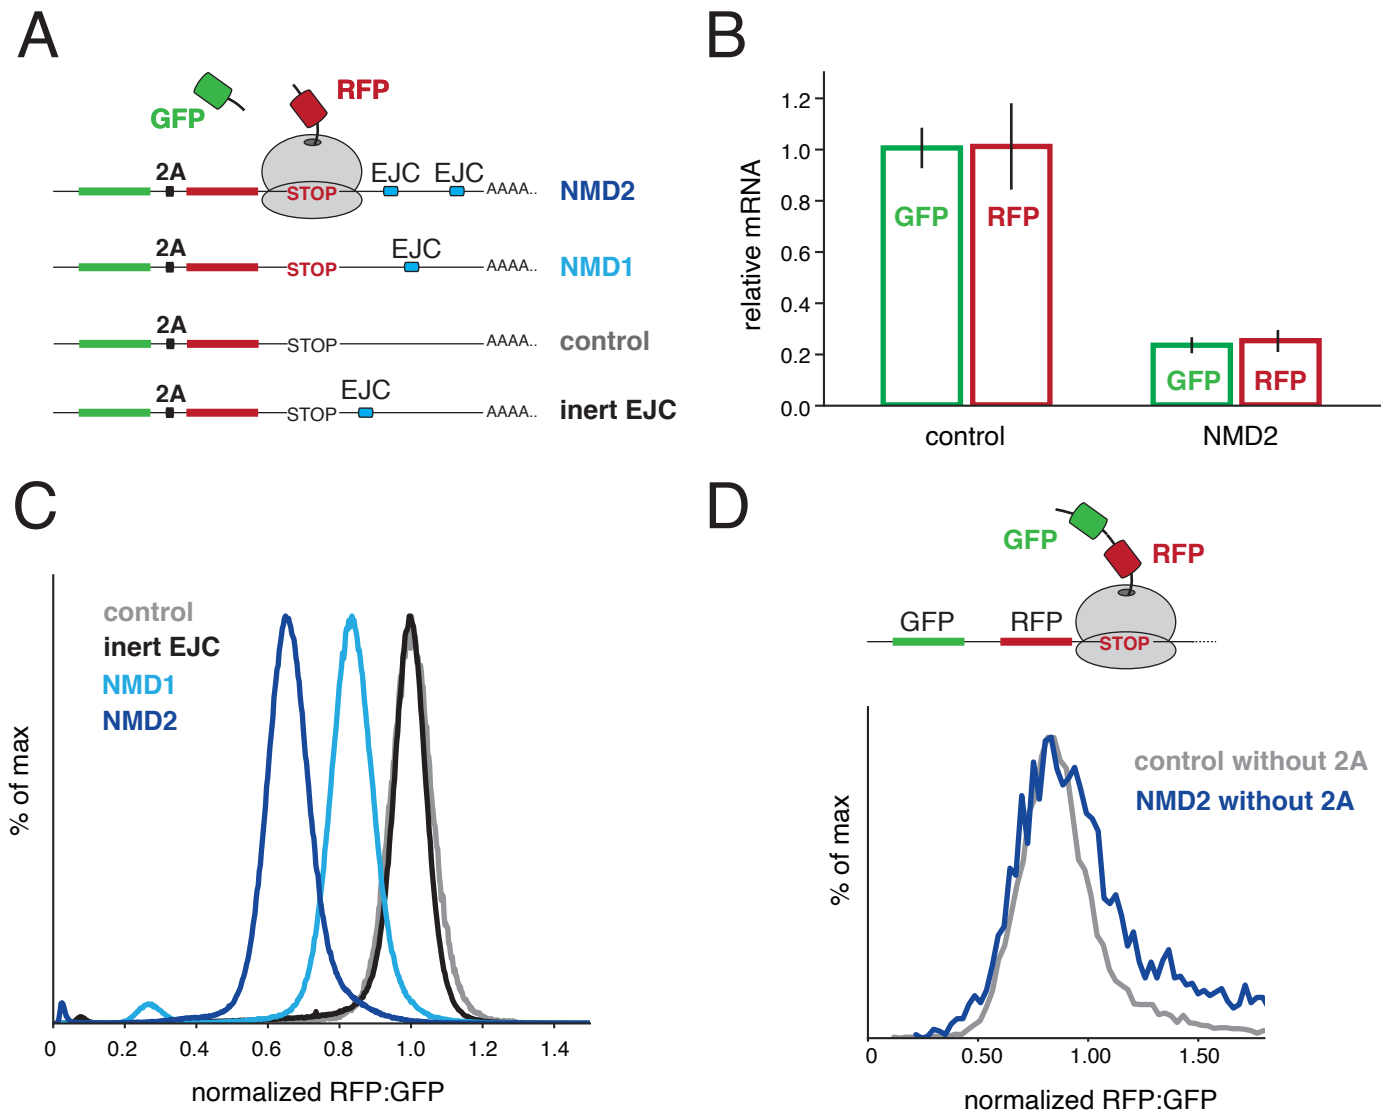 A
GFP
RFP
2A
STOP
EJC
EJC
AAAA..
NMD2
2A
STOP
EJC
AAAA..
NMD1
2A
STOP
AAAA..
control
2A
STOP
EJC
AAAA..
inert EJC
B
relative mRNA
1.2
1.0
0.8
0.6
0.4
0.2
0.0
GFP
RFP
GFP
RFP
control
NMD2
C
control
inert EJC
NMD1
NMD2
% of max
0 0.2 0.4 0.6 0.8 1.0 1.2 1.4
normalized RFP:GFP
D
GFP
RFP
GFP
RFP
STOP
control without 2A
NMD2 without 2A
% of max
0 0.50 1.00 1.50
normalized RFP:GFP